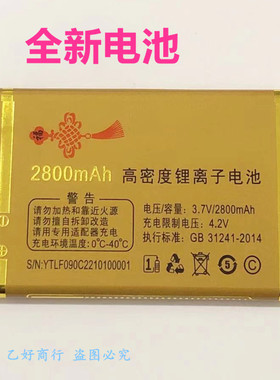 全新电池
2800mAh 高密度锂离子电池
警告
请勿加热和靠近火源
请勿自行拆卸改造
请用专用适配器充电
充电温度:0℃-40℃
S/N:YTLF090C2210100001
电压/容量:3.7V/2800mAh
充电限制电压:4.2V
执行标准:GB 31241-2014
5
乙好商行 盗图必究